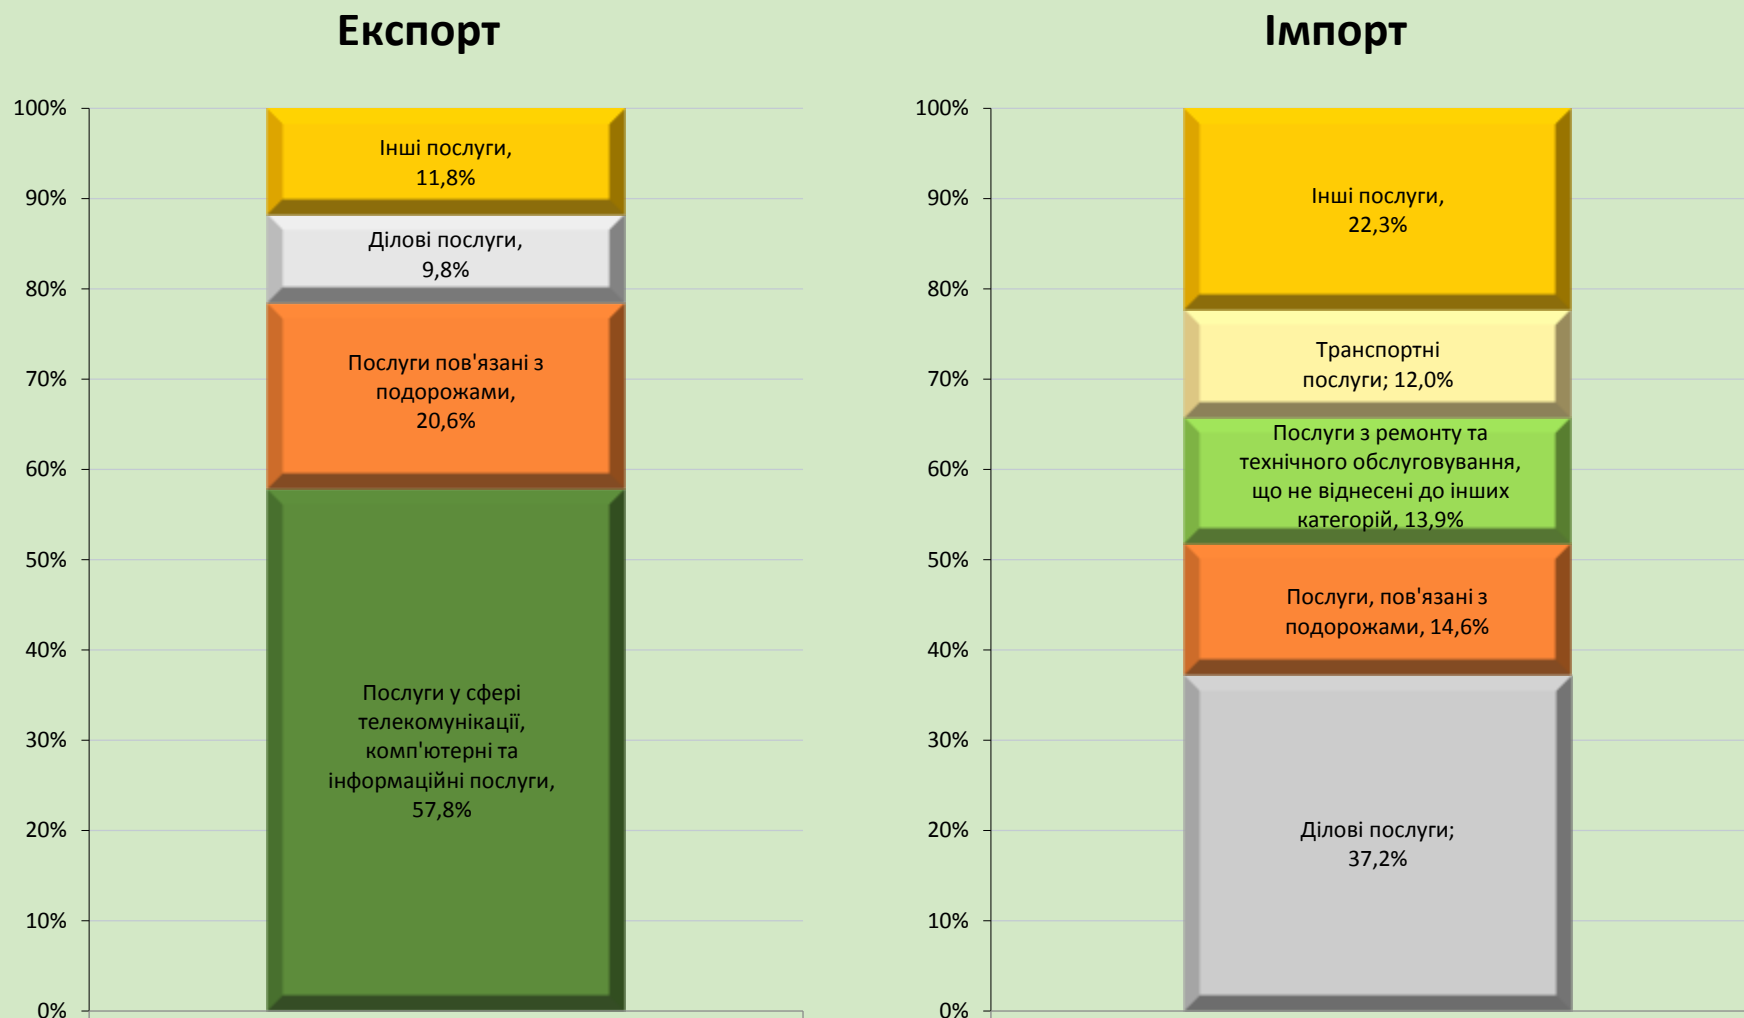 Експорт
100%
90%
80%
70%
60%
50%
40%
30%
20%
10%
0%
Інші послуги,
11,8%
Ділові послуги,
9,8%
Послуги пов'язані з
подорожами,
20,6%
Послуги у сфері
телекомунікації,
комп'ютерні та
інформаційні послуги,
57,8%
Імпорт
100%
90%
80%
70%
60%
50%
40%
30%
20%
10%
0%
Інші послуги,
22,3%
Транспортні
послуги; 12,0%
Послуги з ремонту та
технічного обслуговування,
що не віднесені до інших
категорій, 13,9%
Послуги, пов'язані з
подорожами, 14,6%
Ділові послуги;
37,2%